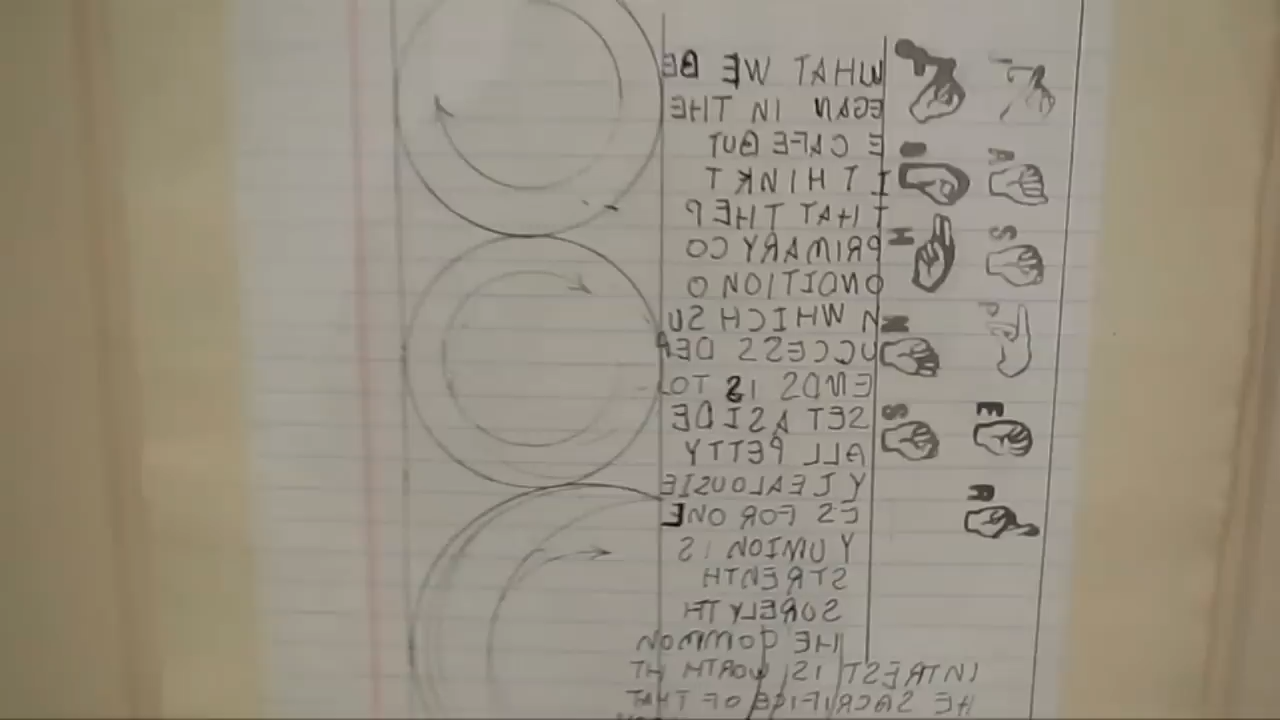 WHAT WE BE
EGAN IN THE
E CAFE BUT
I THINK T
THAT THE P
PRIMARY CO
ONDITION O
N WHICH SU
UCCESS DEP
ENDS IS TO
SET ASIDE
ALL PETTY
Y JEALOUSIE
ES FOR ONE
Y UNION IS
STRENTH
SURELY TH
HE COMMON
INTREST IS WORTH TH
HE SACRIFICE OF THAT
H
S
A
S
P
E
R